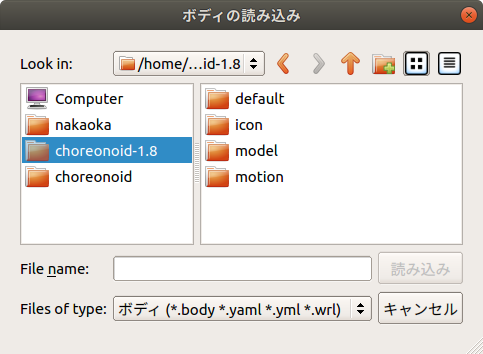 ボディの読み込み
Look in:
/home/...id-1.8
Computer
nakaoka
choreonoid-1.8
choreonoid
default
icon
model
motion
File name:
読み込み
Files of type:
ボディ (*.body *.yaml *.yml *.wrl)
キャンセル